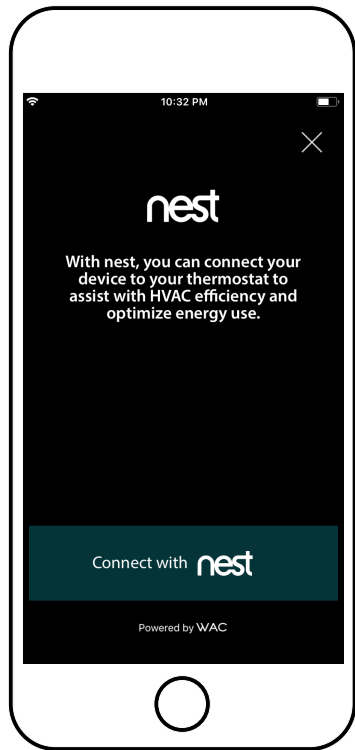 10:32 PM
nest
With nest, you can connect your
device to your thermostat to
assist with HVAC efficiency and
optimize energy use.
Connect with nest
Powered by WAC